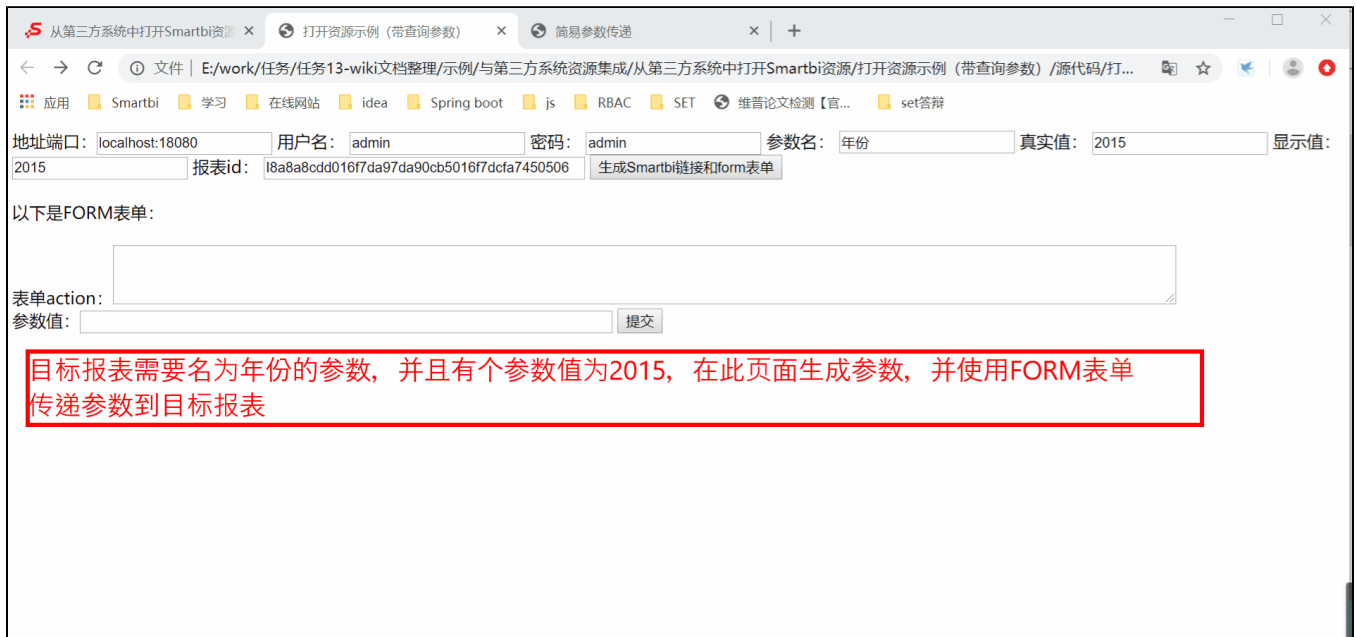 从第三方系统中打开Smartbi资源
打开资源示例（带查询参数）
简易参数传递
文件 | E:/work/任务/任务13-wiki文档整理/示例/与第三方系统资源集成/从第三方系统中打开Smartbi资源/打开资源示例（带查询参数）/源代码/打...
应用 Smartbi 学习 在线网站 idea Spring boot js RBAC SET 维普论文检测【官... set答辩
地址端口：localhost:18080 用户名：admin 密码：admin 参数名：年份 真实值：2015 显示值：
2015 报表id：I8a8a8cdd016f7da97da90cb5016f7dcfa7450506 生成Smartbi链接和form表单
以下是FORM表单：
表单action：
参数值： 提交
目标报表需要名为年份的参数，并且有个参数值为2015，在此页面生成参数，并使用FORM表单
传递参数到目标报表